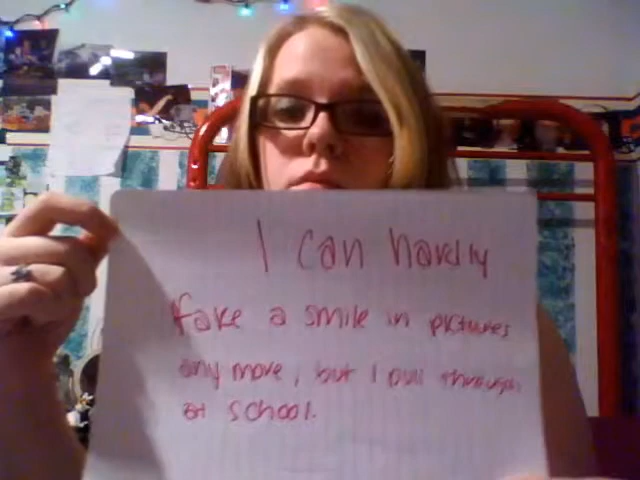 I can hardly
fake a smile in pictures
any more, but I pull through
at school.